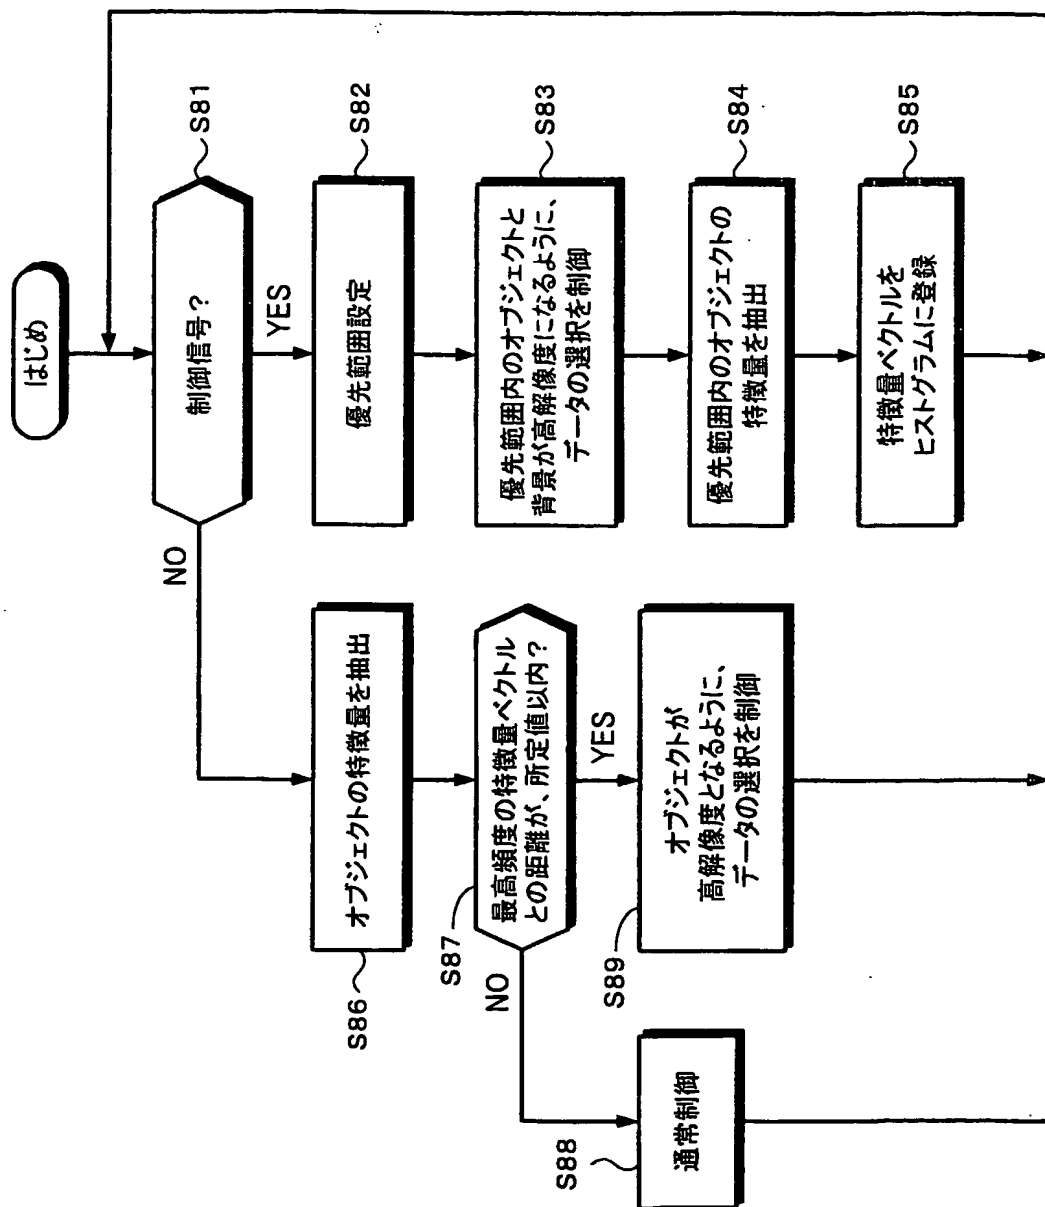 はじめ
制御信号？
S81
YES
NO
優先範囲設定
S82
優先範囲内のオブジェクトと
背景が高解像度になるように、
データの選択を制御
S83
優先範囲内のオブジェクトの
特徴量を抽出
S84
特徴量ベクトルを
ヒストグラムに登録
S85
オブジェクトの特徴量を抽出
S86
最高頻度の特徴量ベクトル
との距離が、所定値以内？
S87
YES
NO
オブジェクトが
高解像度となるように、
データの選択を制御
S89
通常制御
S88